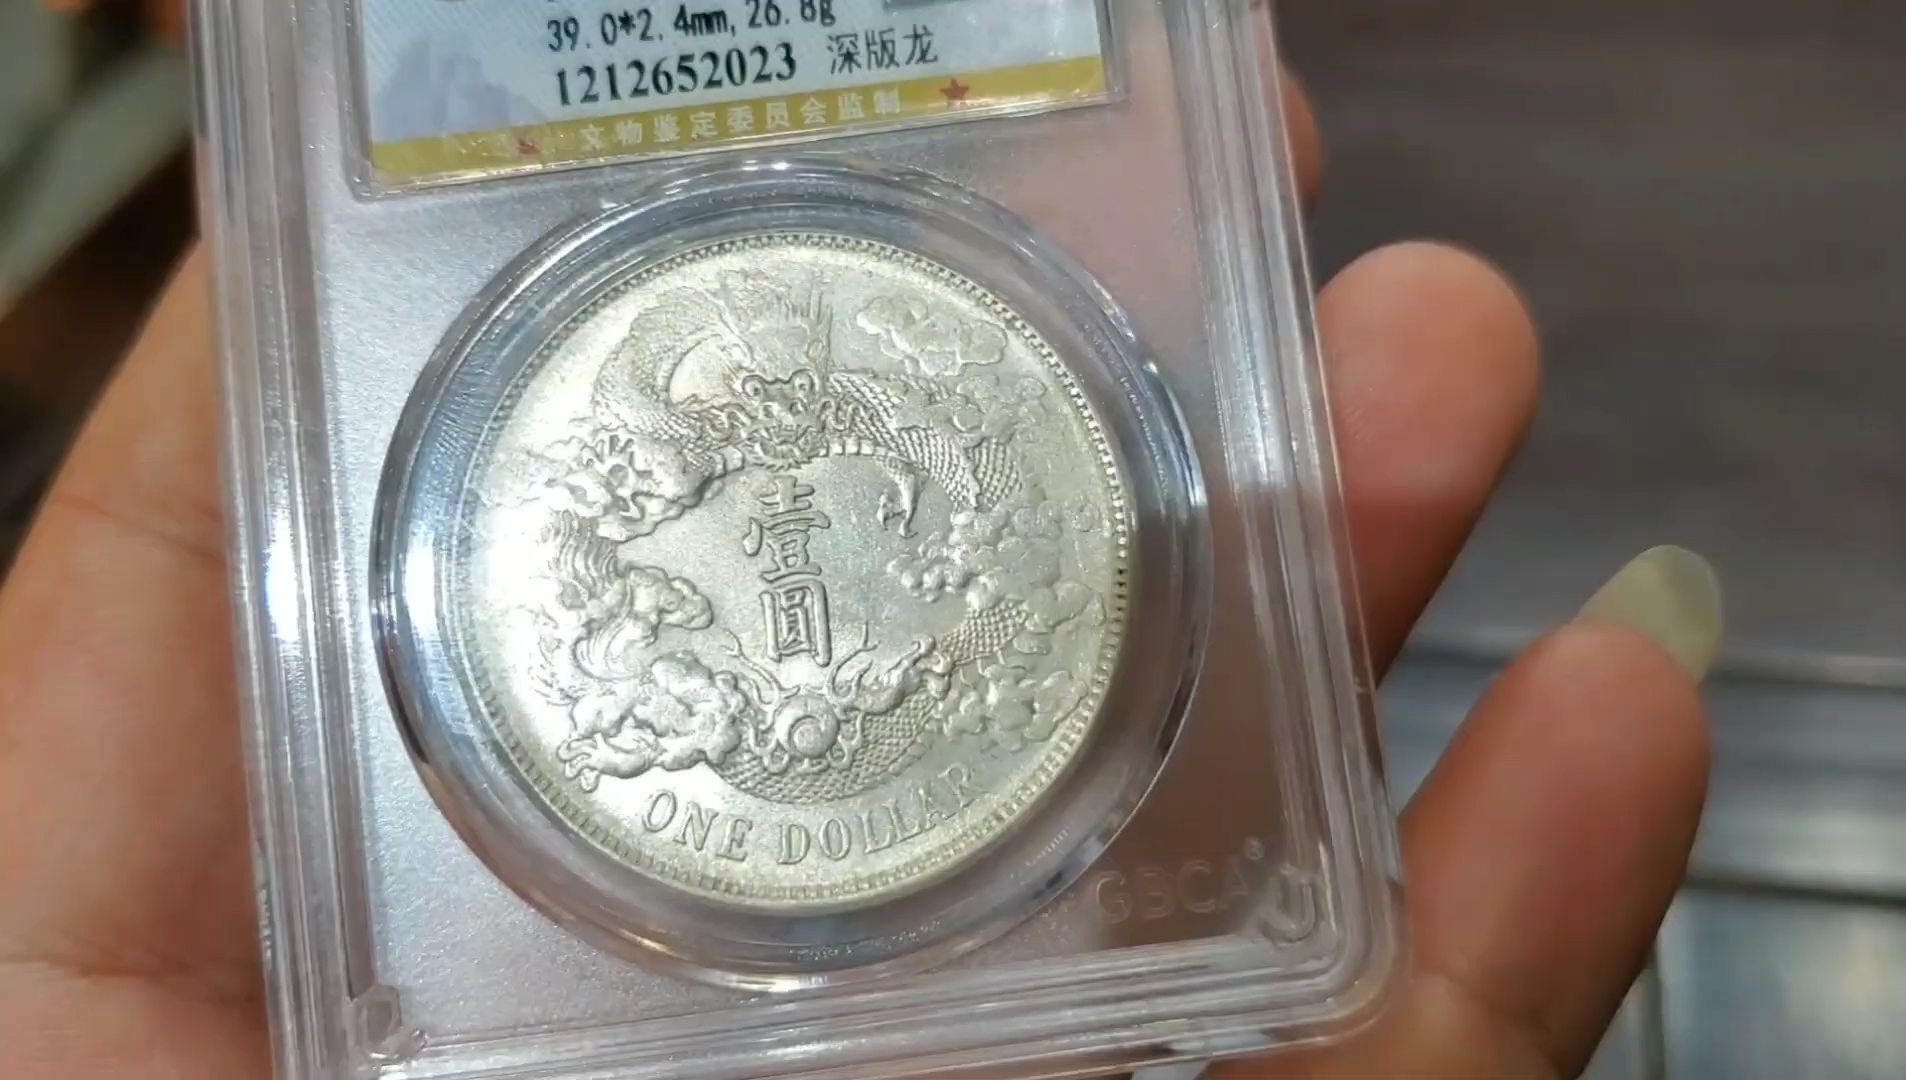 39.0*2.4mm, 26.8g
1212652023 深版龙
文物鉴定委员会监制
壹圆
ONE DOLLAR
GBCA